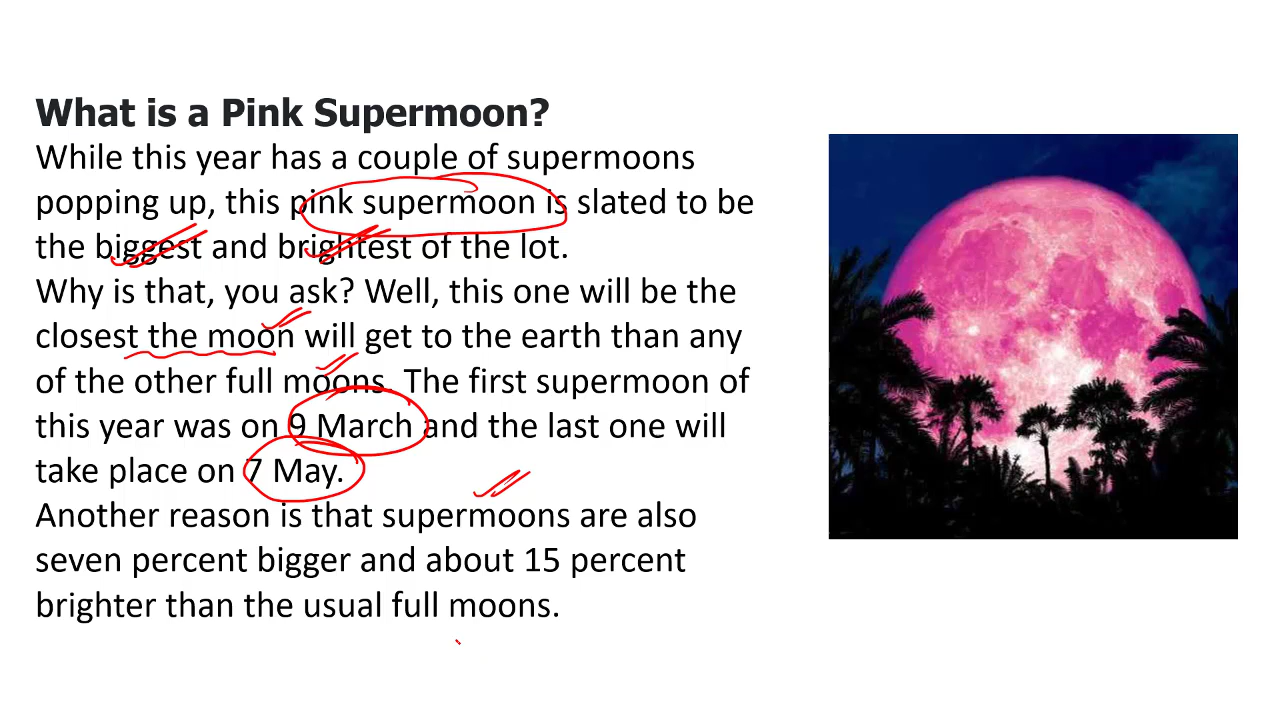 What is a Pink Supermoon?
While this year has a couple of supermoons
popping up, this pink supermoon is slated to be
the biggest and brightest of the lot.
Why is that, you ask? Well, this one will be the
closest the moon will get to the earth than any
of the other full moons. The first supermoon of
this year was on 9 March and the last one will
take place on 7 May.
Another reason is that supermoons are also
seven percent bigger and about 15 percent
brighter than the usual full moons.